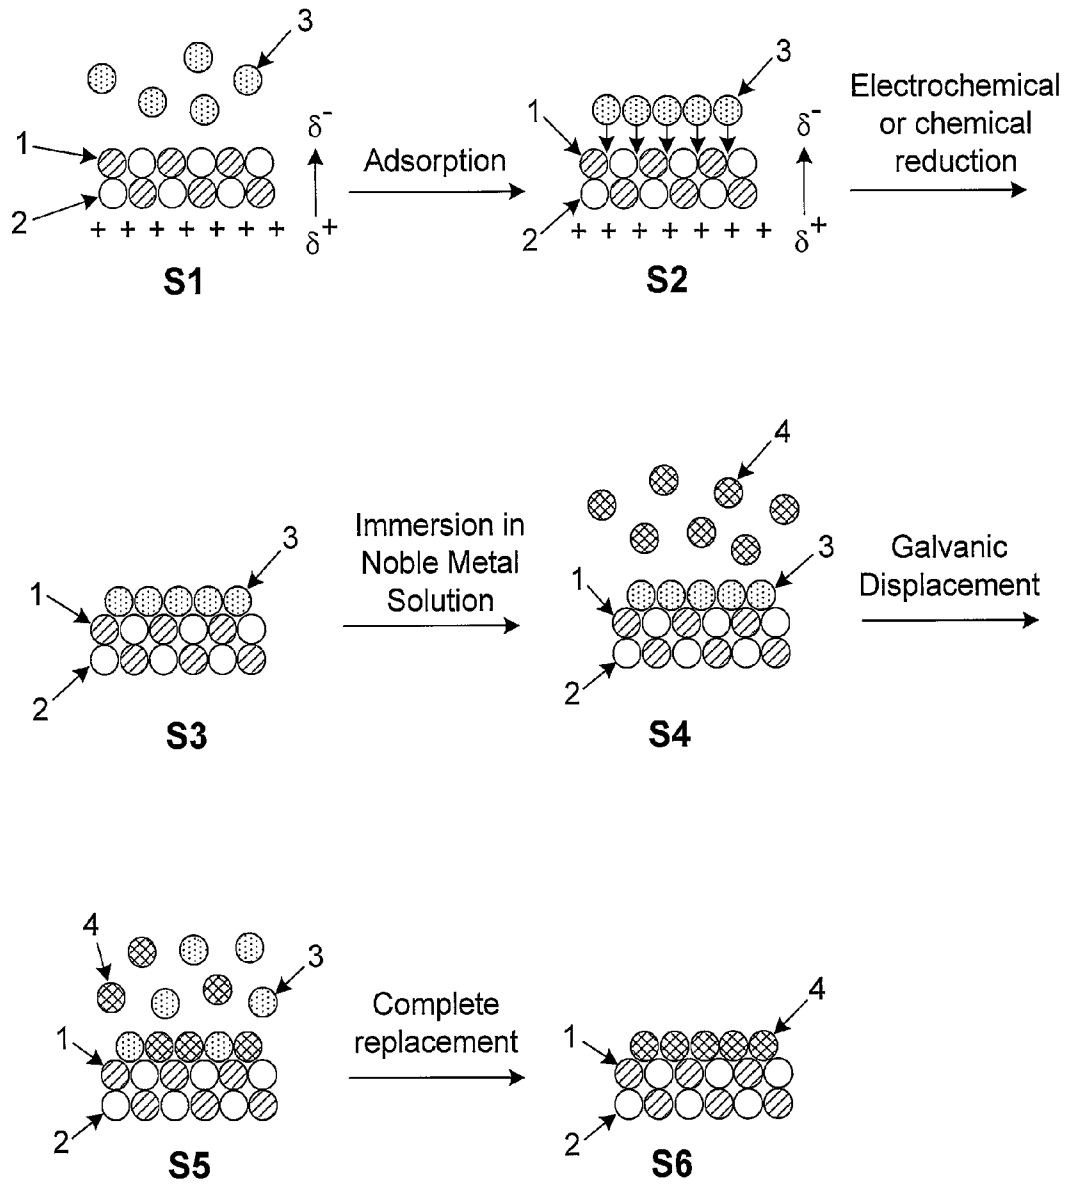 3
δ-
1
Adsorption
2
+ + + + + + +
δ+
S1
3
δ-
1
2
+ + + + + + +
δ+
S2
Electrochemical
or chemical
reduction
3
1
2
S3
Immersion in
Noble Metal
Solution
4
3
1
2
S4
Galvanic
Displacement
4
3
1
2
S5
Complete
replacement
4
1
2
S6